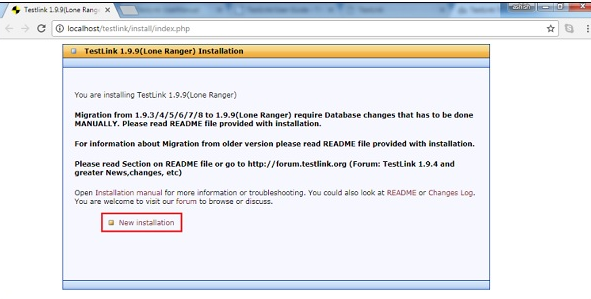 Testlink 1.9.9(Lone Rang
localhost/testlink/install/index.php
TestLink 1.9.9(Lone Ranger) Installation
You are installing TestLink 1.9.9(Lone Ranger)
Migration from 1.9.3/4/5/6/7/8 to 1.9.9(Lone Ranger) require Database changes that has to be done
MANUALLY. Please read README file provided with installation.
For information about Migration from older version please read README file provided with installation.
Please read Section on README file or go to http://forum.testlink.org (Forum: TestLink 1.9.4 and
greater News,changes, etc)
Open Installation manual for more information or troubleshooting. You could also look at README or Changes Log.
You are welcome to visit our forum to browse or discuss.
New installation